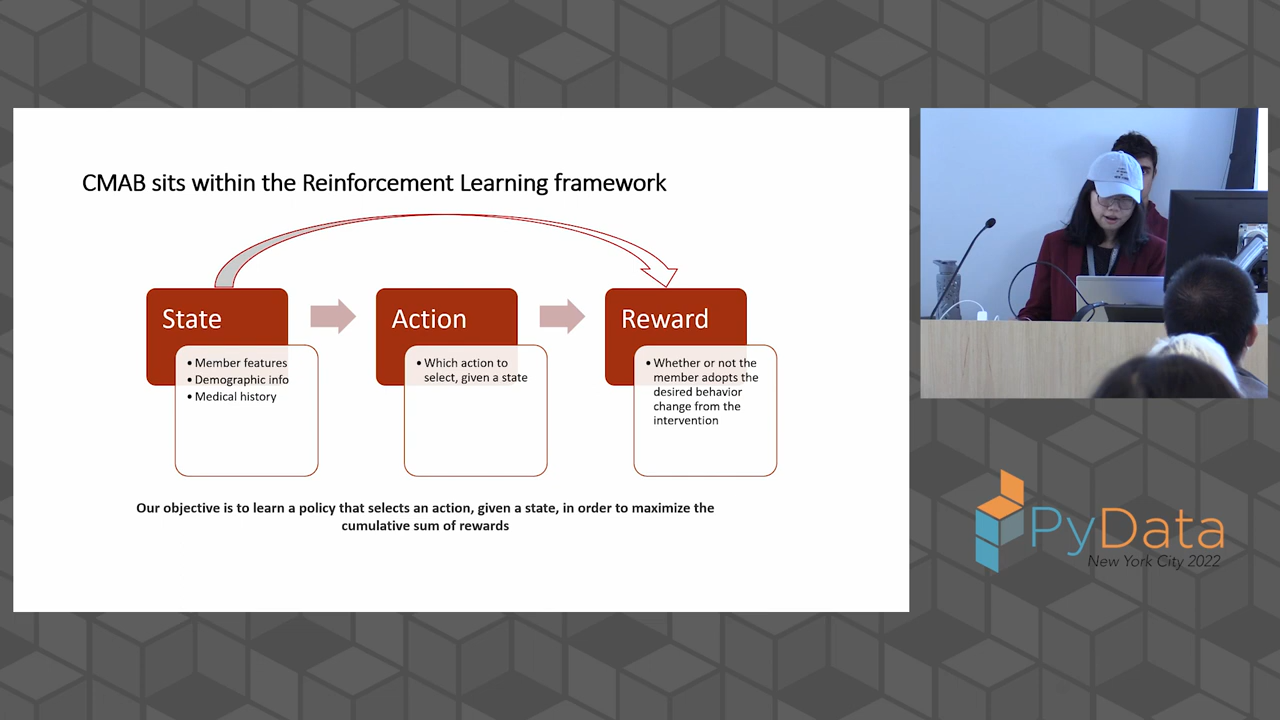 CMAB sits within the Reinforcement Learning framework
State
• Member features
• Demographic info
• Medical history
Action
• Which action to
select, given a state
Reward
• Whether or not the
member adopts the
desired behavior
change from the
intervention
Our objective is to learn a policy that selects an action, given a state, in order to maximize the
cumulative sum of rewards
PyData
New York City 2022